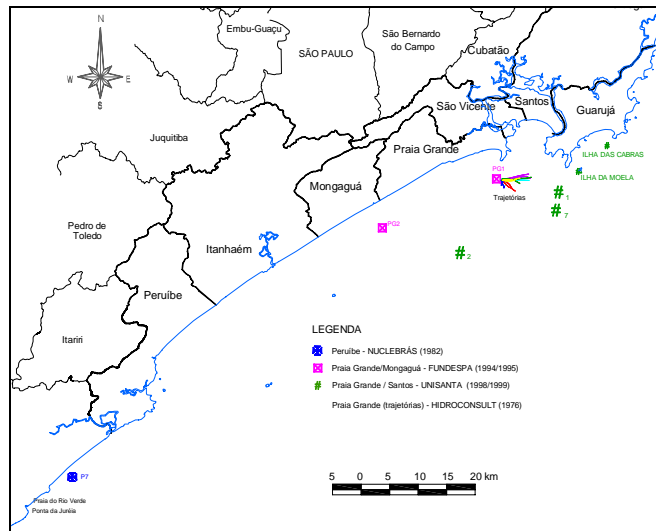 N
W
E
S
Embu-Guaçu
SÃO PAULO
São Bernardo
do Campo
Cubatão
São Vicente
Santos
Guarujá
Juquitiba
Praia Grande
ILHA DAS CABRAS
ILHA DA MOELA
PG1
Trajetórias
1
7
Mongaguá
PG2
2
Pedro de
Toledo
Itanhaém
Peruíbe
Itariri
LEGENDA
Peruíbe - NUCLEBRÁS (1982)
Praia Grande/Mongaguá - FUNDESPA (1994/1995)
Praia Grande / Santos - UNISANTA (1998/1999)
Praia Grande (trajetórias) - HIDROCONSULT (1976)
P7
Praia do Rio Verde
Ponta da Juréia
5 0 5 10 15 20 km